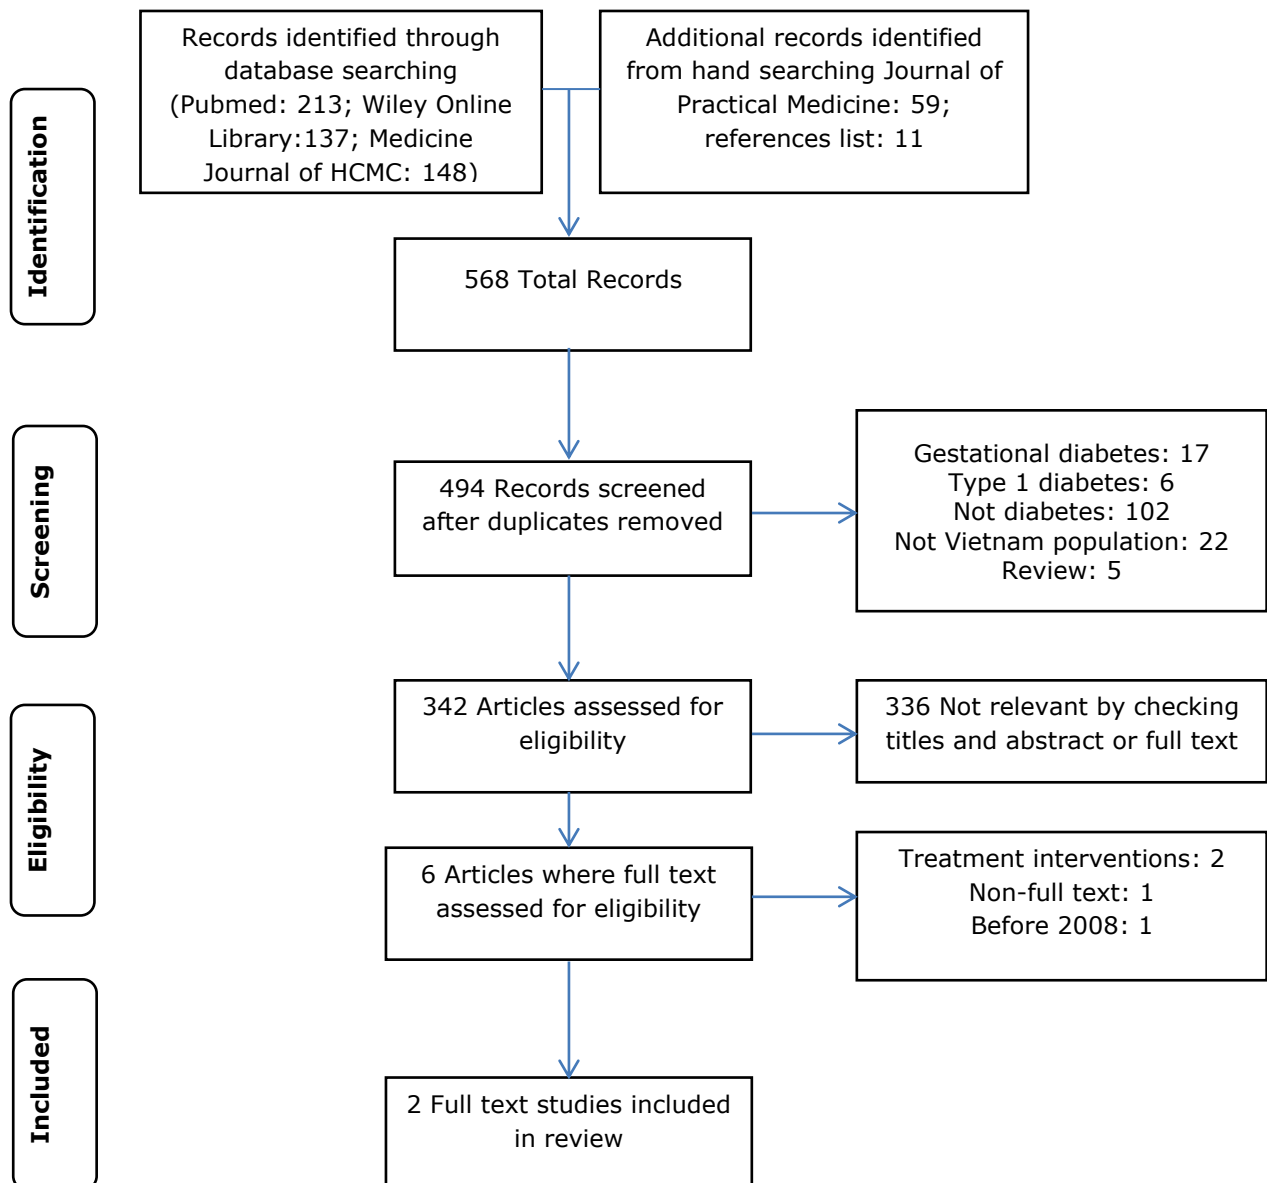 Identification
Records identified through
database searching
(Pubmed: 213; Wiley Online
Library:137; Medicine
Journal of HCMC: 148)
Additional records identified
from hand searching Journal of
Practical Medicine: 59;
references list: 11
568 Total Records
Screening
494 Records screened
after duplicates removed
Gestational diabetes: 17
Type 1 diabetes: 6
Not diabetes: 102
Not Vietnam population: 22
Review: 5
Eligibility
342 Articles assessed for
eligibility
336 Not relevant by checking
titles and abstract or full text
6 Articles where full text
assessed for eligibility
Treatment interventions: 2
Non-full text: 1
Before 2008: 1
Included
2 Full text studies included
in review